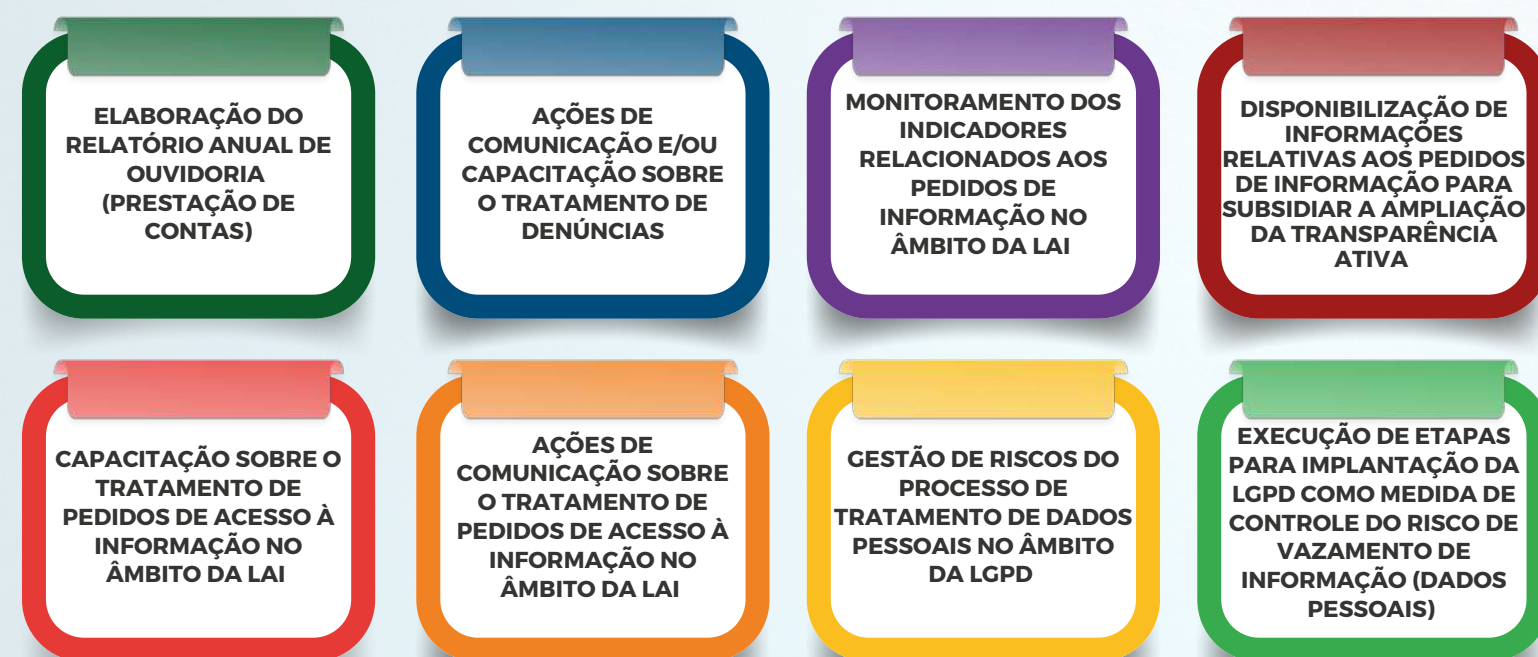 ELABORAÇÃO DO
RELATÓRIO ANUAL DE
OUVIDORIA
(PRESTAÇÃO DE
CONTAS)
AÇÕES DE
COMUNICAÇÃO E/OU
CAPACITAÇÃO SOBRE
O TRATAMENTO DE
DENÚNCIAS
MONITORAMENTO DOS
INDICADORES
RELACIONADOS AOS
PEDIDOS DE
INFORMAÇÃO NO
ÂMBITO DA LAI
DISPONIBILIZAÇÃO DE
INFORMAÇÕES
RELATIVAS AOS PEDIDOS
DE INFORMAÇÃO PARA
SUBSIDIAR A AMPLIAÇÃO
DA TRANSPARÊNCIA
ATIVA
CAPACITAÇÃO SOBRE O
TRATAMENTO DE
PEDIDOS DE ACESSO À
INFORMAÇÃO NO
ÂMBITO DA LAI
AÇÕES DE
COMUNICAÇÃO SOBRE
O TRATAMENTO DE
PEDIDOS DE ACESSO À
INFORMAÇÃO NO
ÂMBITO DA LAI
GESTÃO DE RISCOS DO
PROCESSO DE
TRATAMENTO DE DADOS
PESSOAIS NO ÂMBITO
DA LGPD
EXECUÇÃO DE ETAPAS
PARA IMPLANTAÇÃO DA
LGPD COMO MEDIDA DE
CONTROLE DO RISCO DE
VAZAMENTO DE
INFORMAÇÃO (DADOS
PESSOAIS)